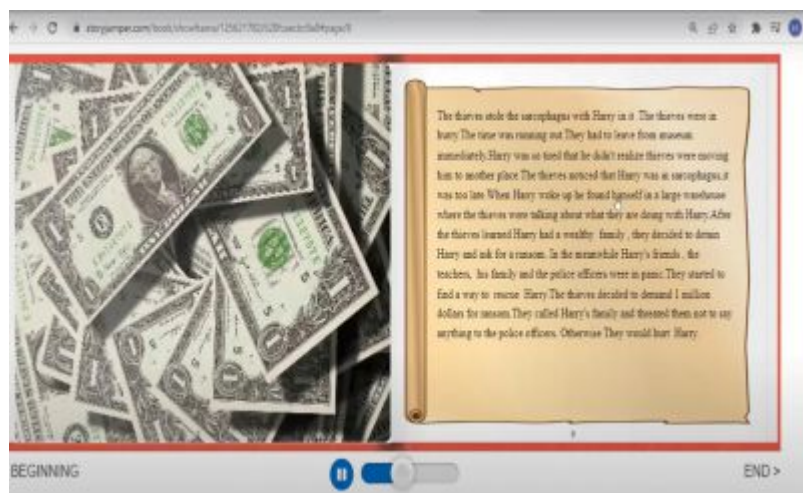 The thieves stole the sarcophagus with Harry in it. The thieves were in
hurry. The time was running out. They had to leave from museum
immediately. Harry was so tired that he didn't realize thieves were moving
him to another place. The thieves noticed that Harry was in sarcophagus, it
was too late. When Harry woke up he found himself in a large warehouse
where the thieves were talking about what they are doing with Harry. After
the thieves learned Harry had a wealthy family , they decided to detain
Harry and ask for a ransom. In the meanwhile Harry's friends , the
teachers, his family and the police officers were in panic. They started to
find a way to rescue Harry. The thieves decided to demand 1 million
dollars for ransom. They called Harry's family and threated them not to say
anything to the police officers. Otherwise They would hurt Harry.
BEGINNING
END >